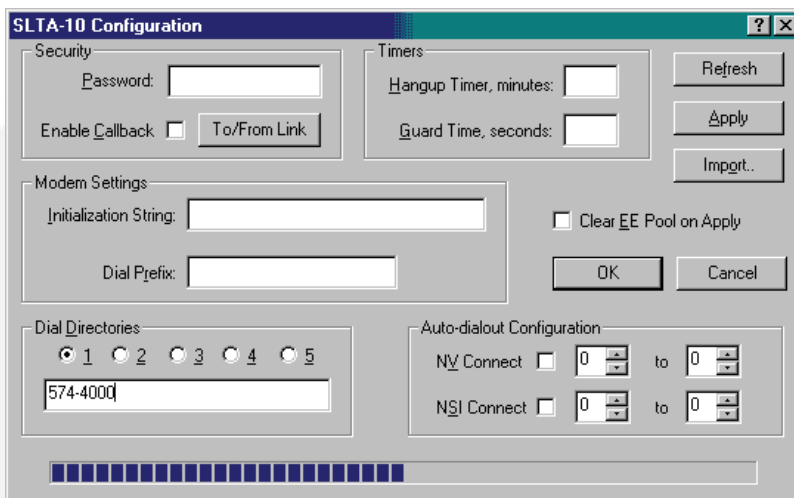 SLTA-10 Configuration
Security
Password:
Enable Callback
To/From Link
Timers
Hangup Timer, minutes:
Guard Time, seconds:
Refresh
Apply
Import..
Modem Settings
Initialization String:
Dial Prefix:
Clear EE Pool on Apply
OK
Cancel
Dial Directories
1 2 3 4 5
574-4000
Auto-dialout Configuration
NV Connect 0 to 0
NSI Connect 0 to 0